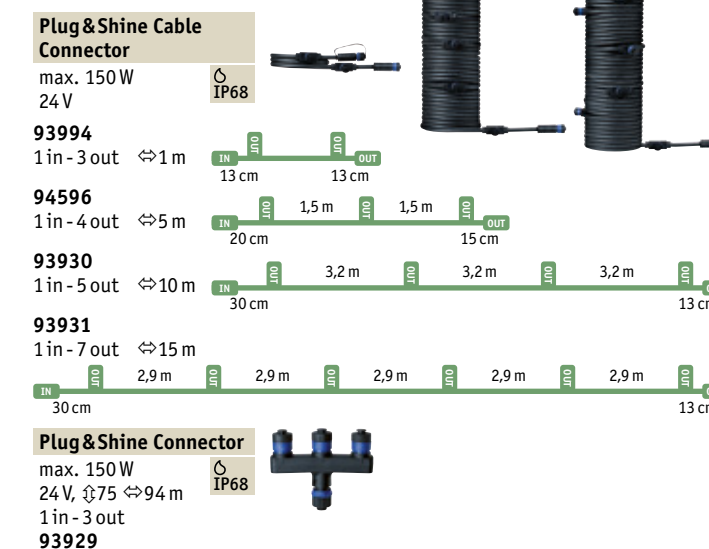 Plug&Shine Cable
Connector
max. 150 W
24 V
IP68
93994
1 in - 3 out ⬄1 m
IN OUT OUT OUT
13 cm 13 cm
94596
1 in - 4 out ⬄5 m
IN OUT 1,5 m OUT 1,5 m OUT OUT
20 cm 15 cm
93930
1 in - 5 out ⬄10 m
IN OUT 3,2 m OUT 3,2 m OUT 3,2 m OUT
30 cm 13 cm
93931
1 in - 7 out ⬄15 m
IN OUT 2,9 m OUT 2,9 m OUT 2,9 m OUT 2,9 m OUT 2,9 m OUT
30 cm 13 cm
Plug&Shine Connector
max. 150 W
IP68
24 V, ⇳75 ⬄94 m
1 in - 3 out
93929